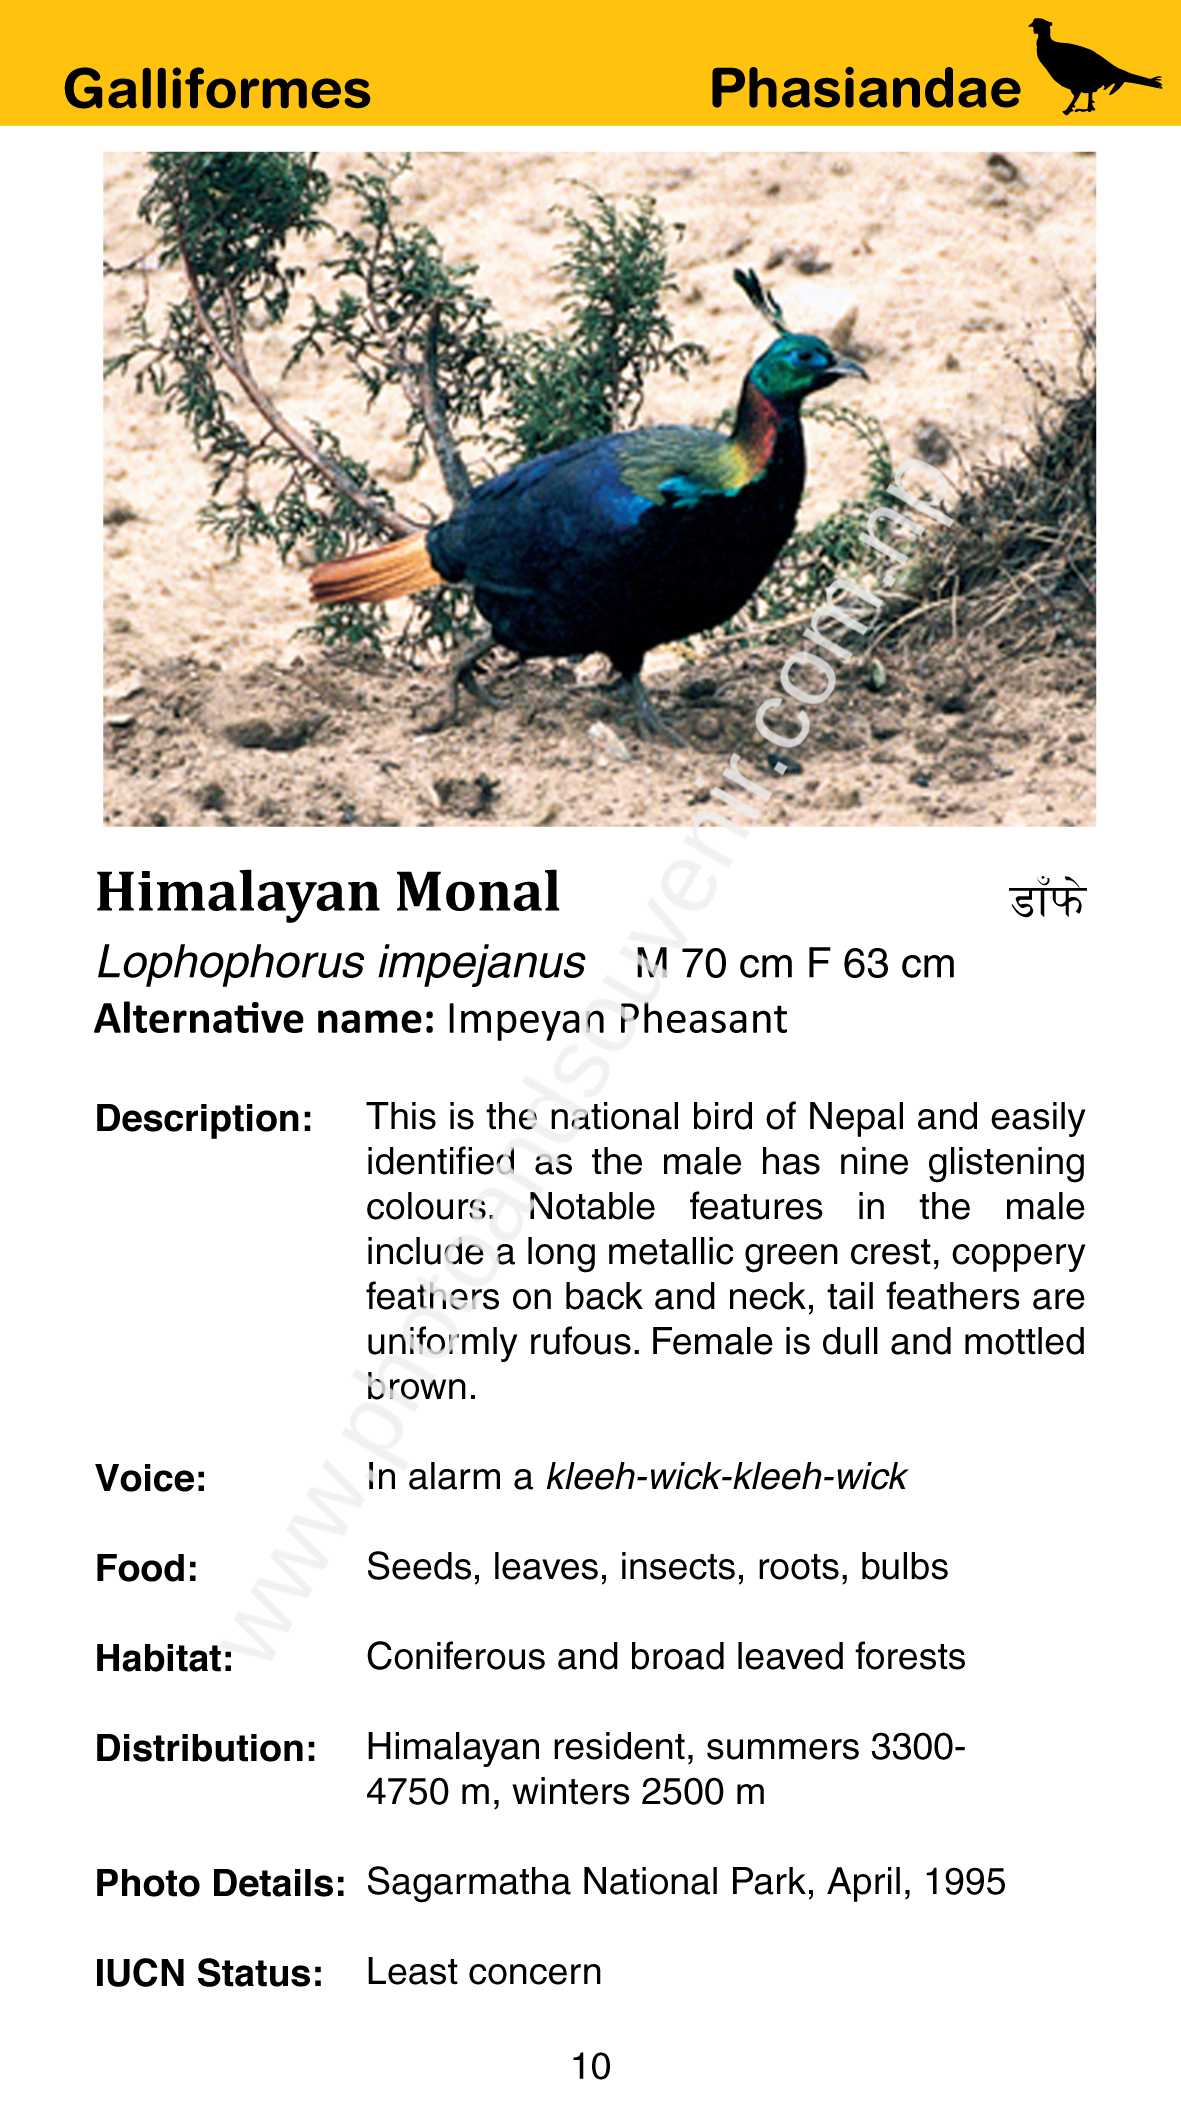 Galliformes Phasiandae
Himalayan Monal डाँफे
Lophophorus impejanus M 70 cm F 63 cm
Alternative name: Impeyan Pheasant
Description: This is the national bird of Nepal and easily
identified as the male has nine glistening
colours. Notable features in the male
include a long metallic green crest, coppery
feathers on back and neck, tail feathers are
uniformly rufous. Female is dull and mottled
brown.
Voice: In alarm a kleeh-wick-kleeh-wick
Food: Seeds, leaves, insects, roots, bulbs
Habitat: Coniferous and broad leaved forests
Distribution: Himalayan resident, summers 3300-
4750 m, winters 2500 m
Photo Details: Sagarmatha National Park, April, 1995
IUCN Status: Least concern
10
www.photoandsouvenir.com.np